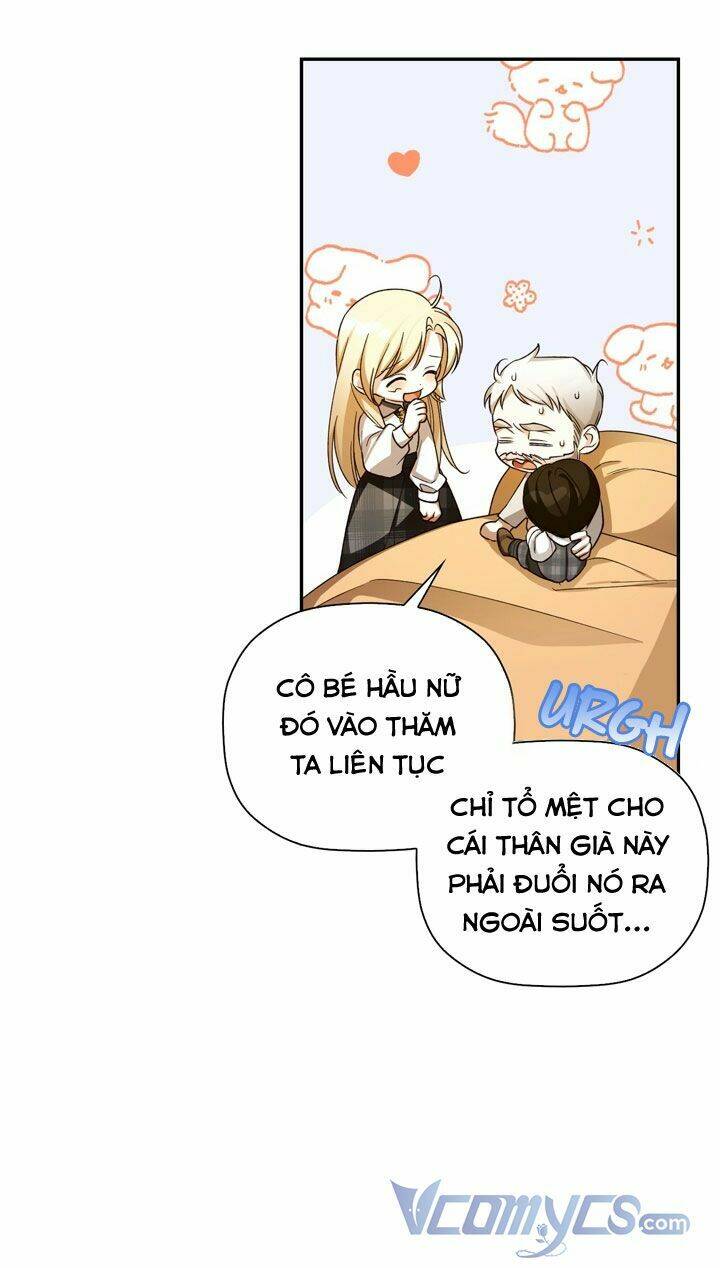 CÔ BÉ HẦU NỮ
ĐÓ VÀO THĂM
TA LIÊN TỤC
URGH
CHỈ TỔ MỆT CHO
CÁI THÂN GIÀ NÀY
PHẢI ĐUỔI NÓ RA
NGOÀI SUỐT...
VCOMYCS.com